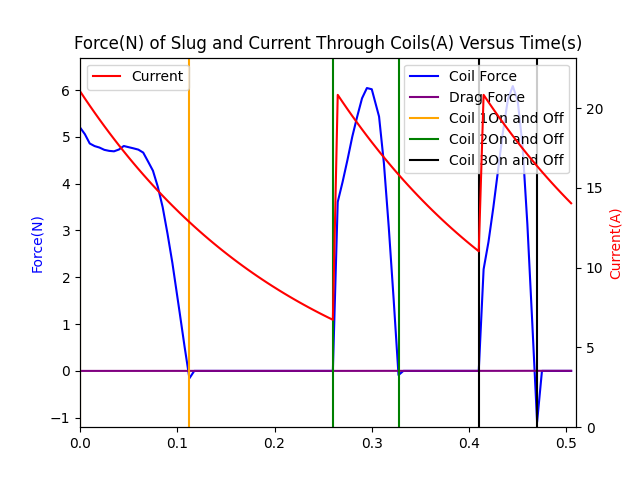 Force(N) of Slug and Current Through Coils(A) Versus Time(s)
Current
Coil Force
Drag Force
Coil 1On and Off
Coil 2On and Off
Coil 3On and Off
Force(N)
Current(A)
6
5
4
3
2
1
0
−1
20
15
10
5
0
0.0 0.1 0.2 0.3 0.4 0.5